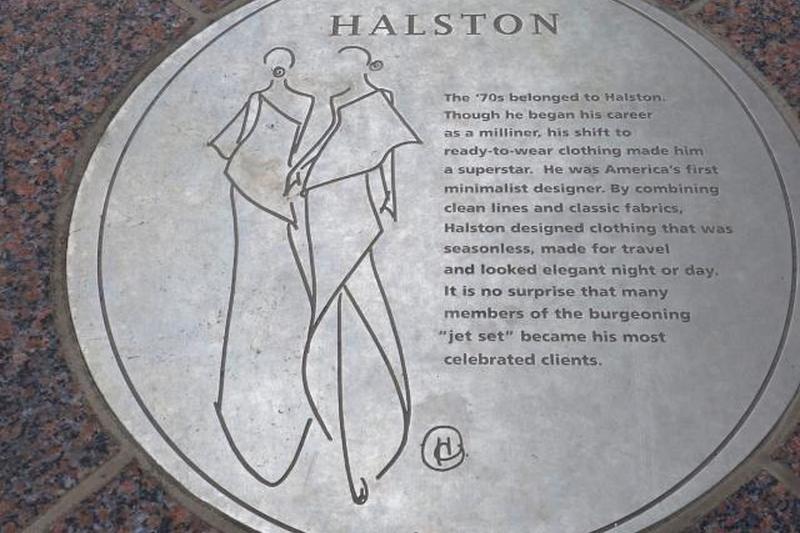 HALSTON
The '70s belonged to Halston.
Though he began his career
as a milliner, his shift to
ready-to-wear clothing made him
a superstar. He was America's first
minimalist designer. By combining
clean lines and classic fabrics,
Halston designed clothing that was
seasonless, made for travel
and looked elegant night or day.
It is no surprise that many
members of the burgeoning
"jet set" became his most
celebrated clients.
H